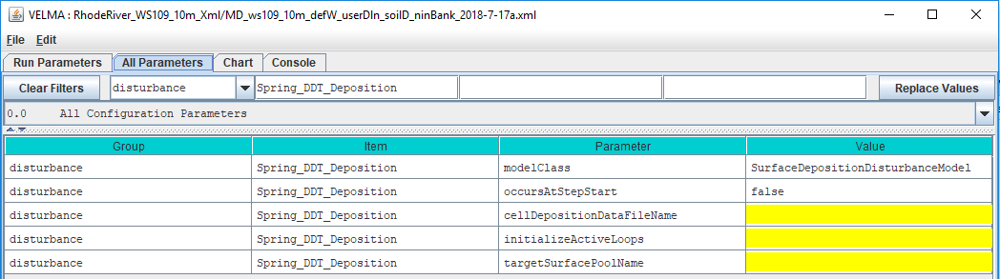 VELMA : RhodeRiver_WS109_10m_Xml/MD_ws109_10m_defW_userDIn_soilD_ninBank_2018-7-17a.xml
File Edit
Run Parameters All Parameters Chart Console
Clear Filters disturbance Spring_DDT_Deposition Replace Values
0.0 All Configuration Parameters
Group Item Parameter Value
disturbance Spring_DDT_Deposition modelClass SurfaceDepositionDisturbanceModel
disturbance Spring_DDT_Deposition occursAtStepStart false
disturbance Spring_DDT_Deposition cellDepositionDataFileName
disturbance Spring_DDT_Deposition initializeActiveLoops
disturbance Spring_DDT_Deposition targetSurfacePoolName